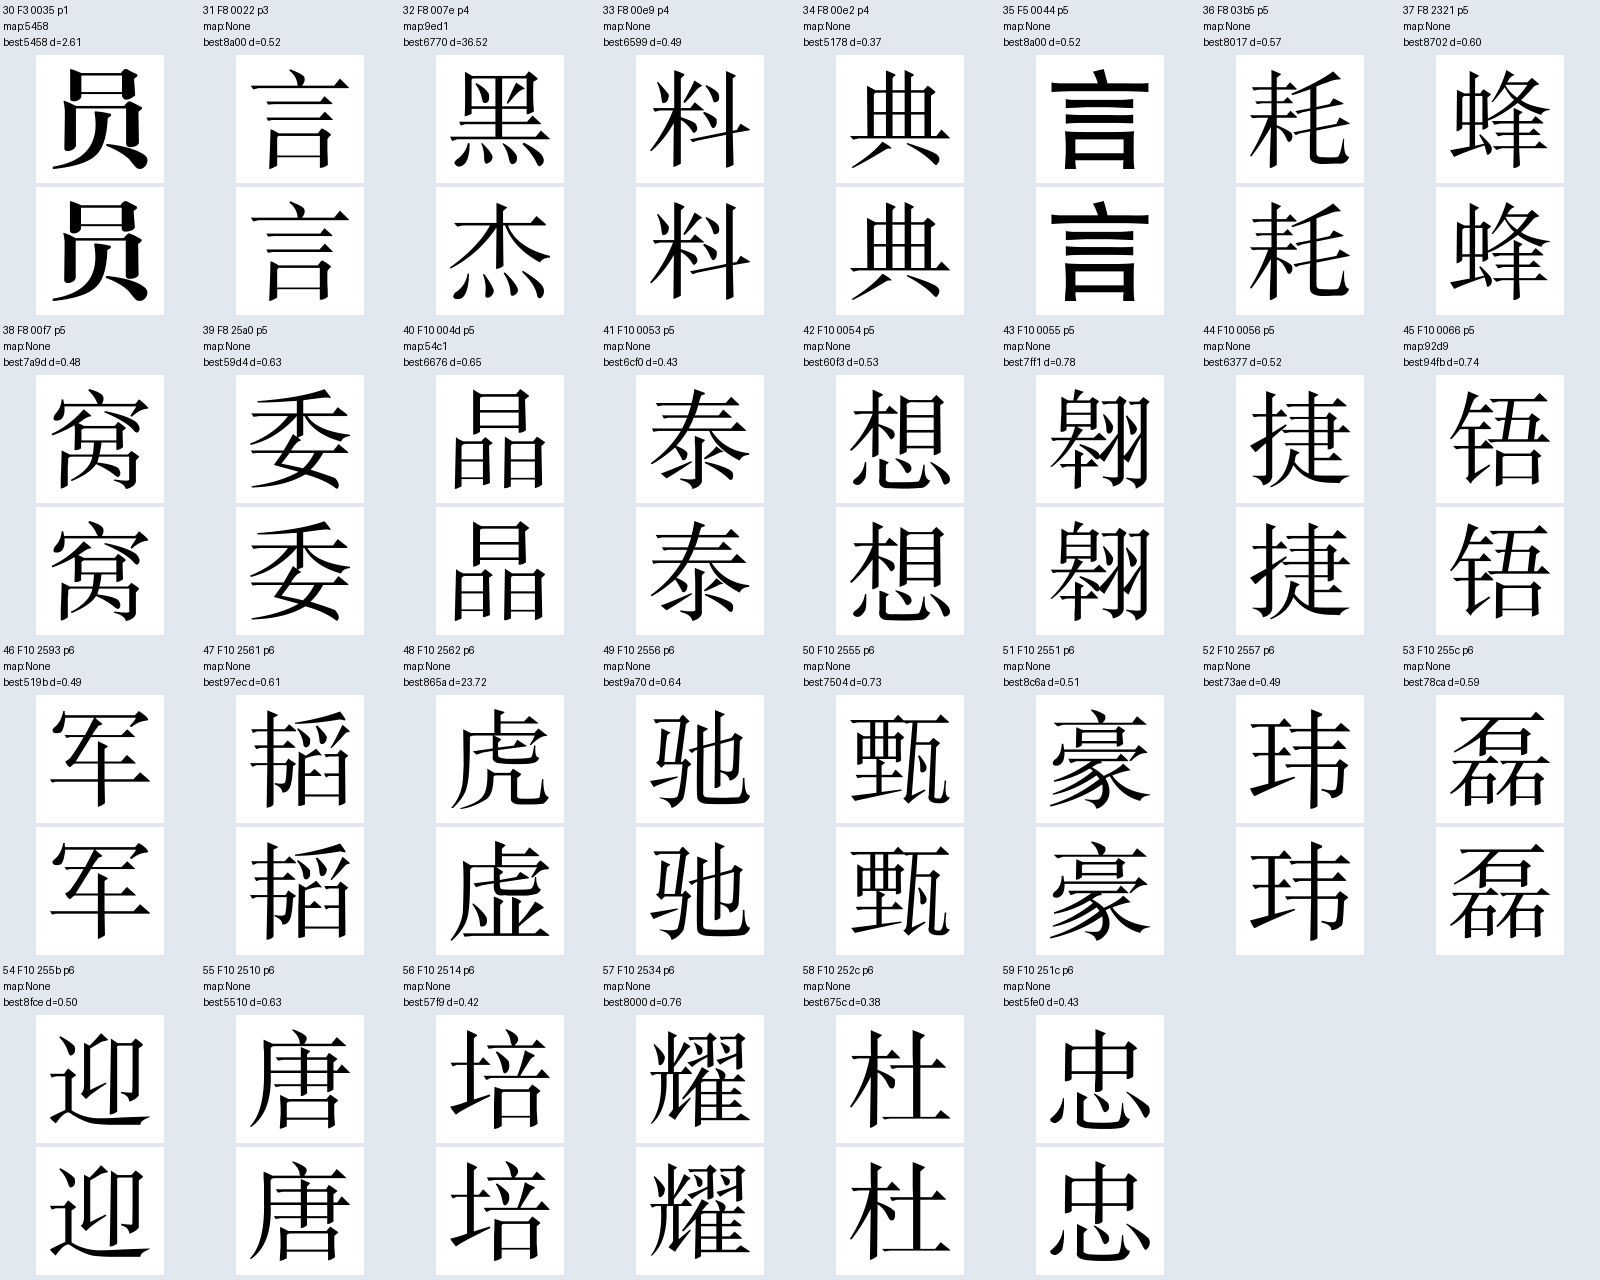 30 F3 0035 p1 31 F8 0022 p3 32 F8 007e p4 33 F8 00e9 p4 34 F8 00e2 p4 35 F5 0044 p5 36 F8 03b5 p5 37 F8 2321 p5
map:5458 map:None map:9ed1 map:None map:None map:None map:None map:None
best5458 d=2.61 best8a00 d=0.52 best6770 d=36.52 best6599 d=0.49 best5178 d=0.37 best8a00 d=0.52 best8017 d=0.57 best8702 d=0.60
员 言 黑 料 典 言 耗 蜂
员 言 杰 料 典 言 耗 蜂
38 F8 00f7 p5 39 F8 25a0 p5 40 F10 004d p5 41 F10 0053 p5 42 F10 0054 p5 43 F10 0055 p5 44 F10 0056 p5 45 F10 0066 p5
map:None map:None map:54c1 map:None map:None map:None map:None map:92d9
best7a9d d=0.48 best59d4 d=0.63 best6676 d=0.65 best6cf0 d=0.43 best60f3 d=0.53 best7ff1 d=0.78 best6377 d=0.52 best94fb d=0.74
窝 委 晶 泰 想 翱 捷 铻
窝 委 晶 泰 想 翱 捷 铻
46 F10 2593 p6 47 F10 2561 p6 48 F10 2562 p6 49 F10 2556 p6 50 F10 2555 p6 51 F10 2551 p6 52 F10 2557 p6 53 F10 255c p6
map:None map:None map:None map:None map:None map:None map:None map:None
best519b d=0.49 best97ec d=0.61 best865a d=23.72 best9a70 d=0.64 best7504 d=0.73 best8c6a d=0.51 best73ae d=0.49 best78ca d=0.59
军 韬 虎 驰 甄 豪 玮 磊
军 韬 虚 驰 甄 豪 玮 磊
54 F10 255b p6 55 F10 2510 p6 56 F10 2514 p6 57 F10 2534 p6 58 F10 252c p6 59 F10 251c p6
map:None map:None map:None map:None map:None map:None
best8fce d=0.50 best5510 d=0.63 best57f9 d=0.42 best8000 d=0.76 best675c d=0.38 best5fe0 d=0.43
迎 唐 培 耀 杜 忠
迎 唐 培 耀 杜 忠